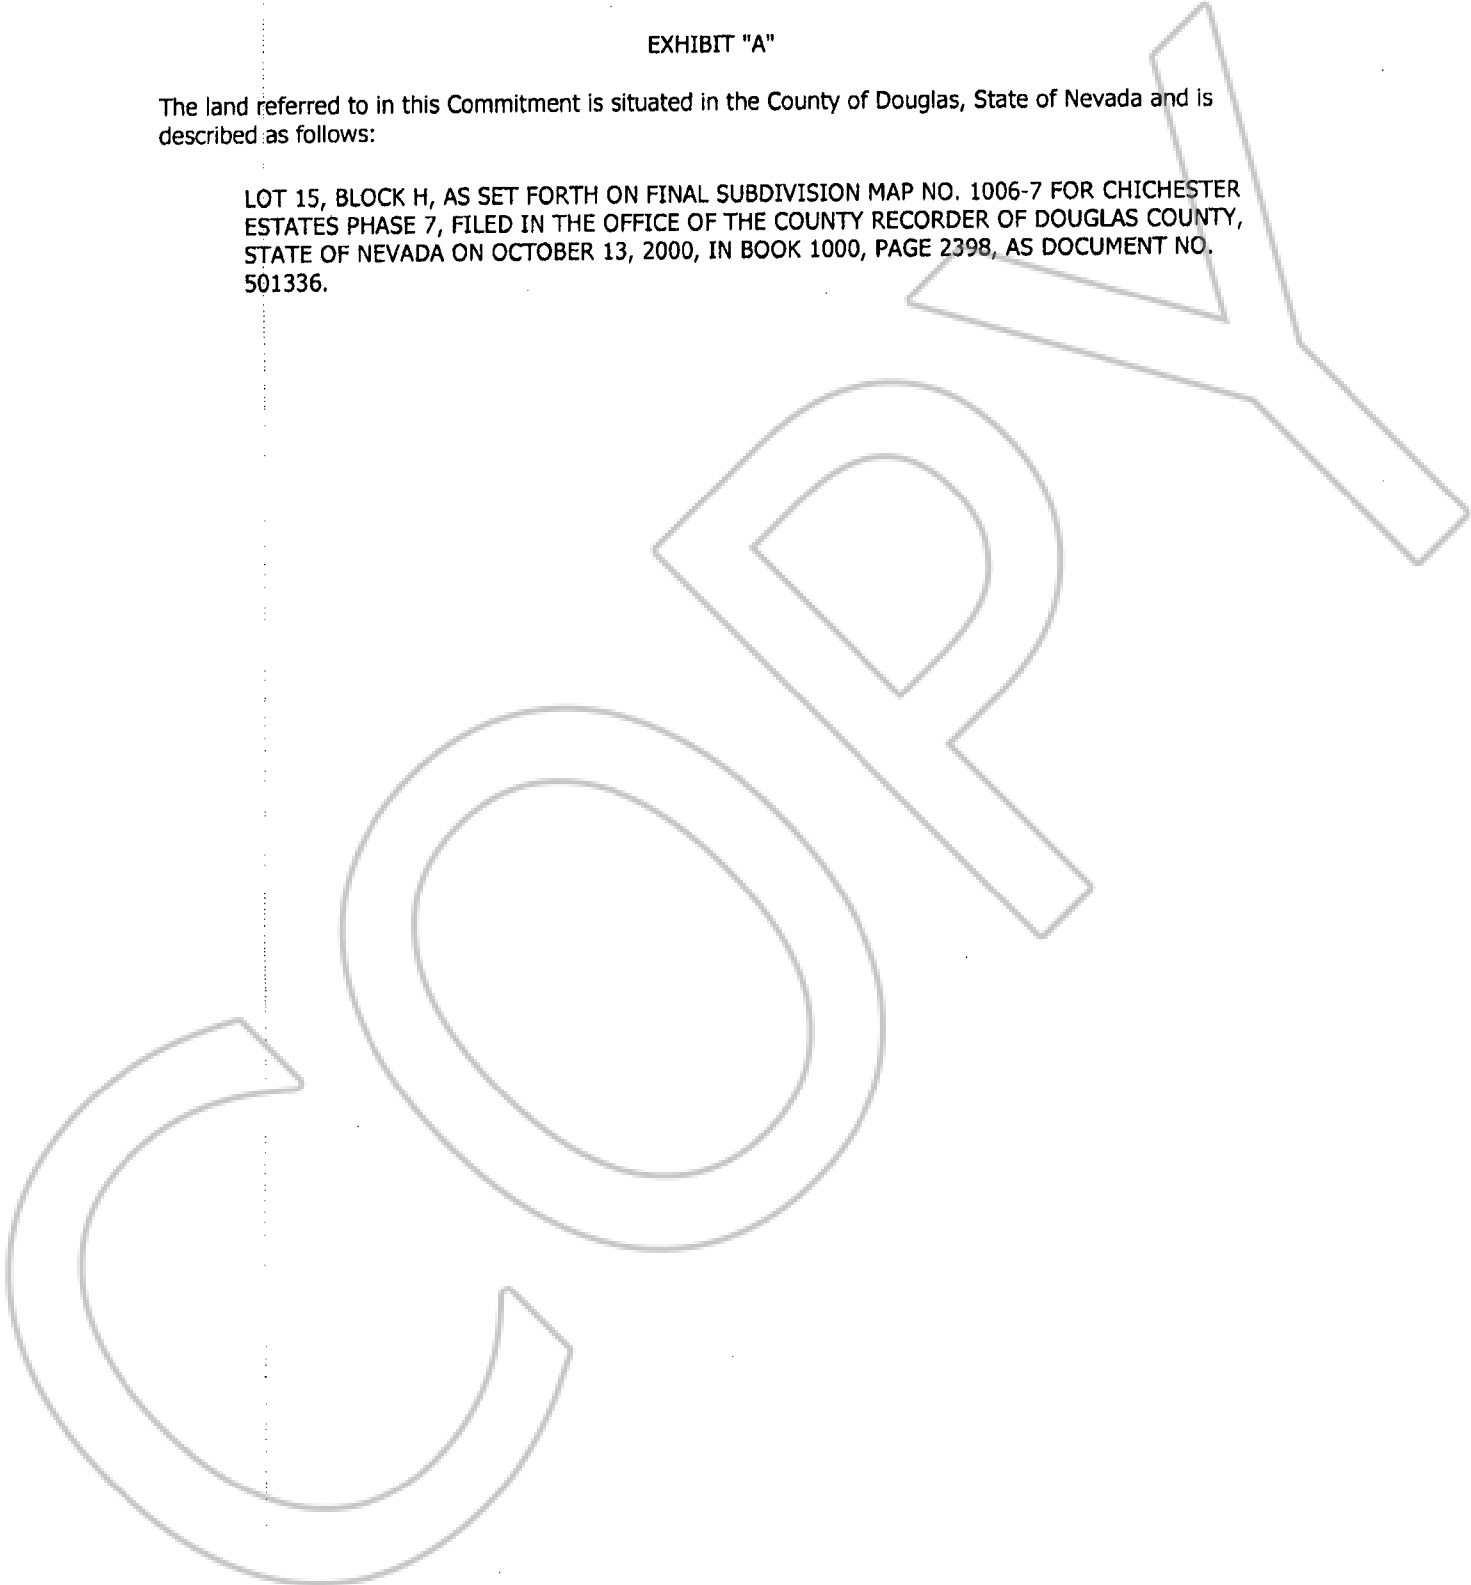 EXHIBIT "A"
The land referred to in this Commitment is situated in the County of Douglas, State of Nevada and is
described as follows:
LOT 15, BLOCK H, AS SET FORTH ON FINAL SUBDIVISION MAP NO. 1006-7 FOR CHICHESTER
ESTATES PHASE 7, FILED IN THE OFFICE OF THE COUNTY RECORDER OF DOUGLAS COUNTY,
STATE OF NEVADA ON OCTOBER 13, 2000, IN BOOK 1000, PAGE 2398, AS DOCUMENT NO.
501336.
COPY